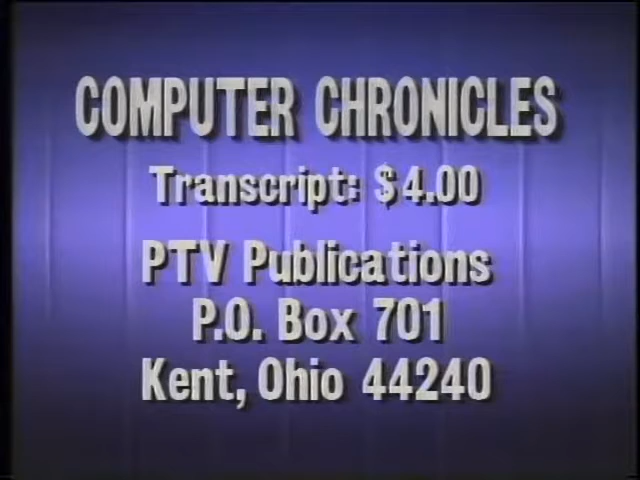 COMPUTER CHRONICLES
Transcript: $4.00
PTV Publications
P.O. Box 701
Kent, Ohio 44240